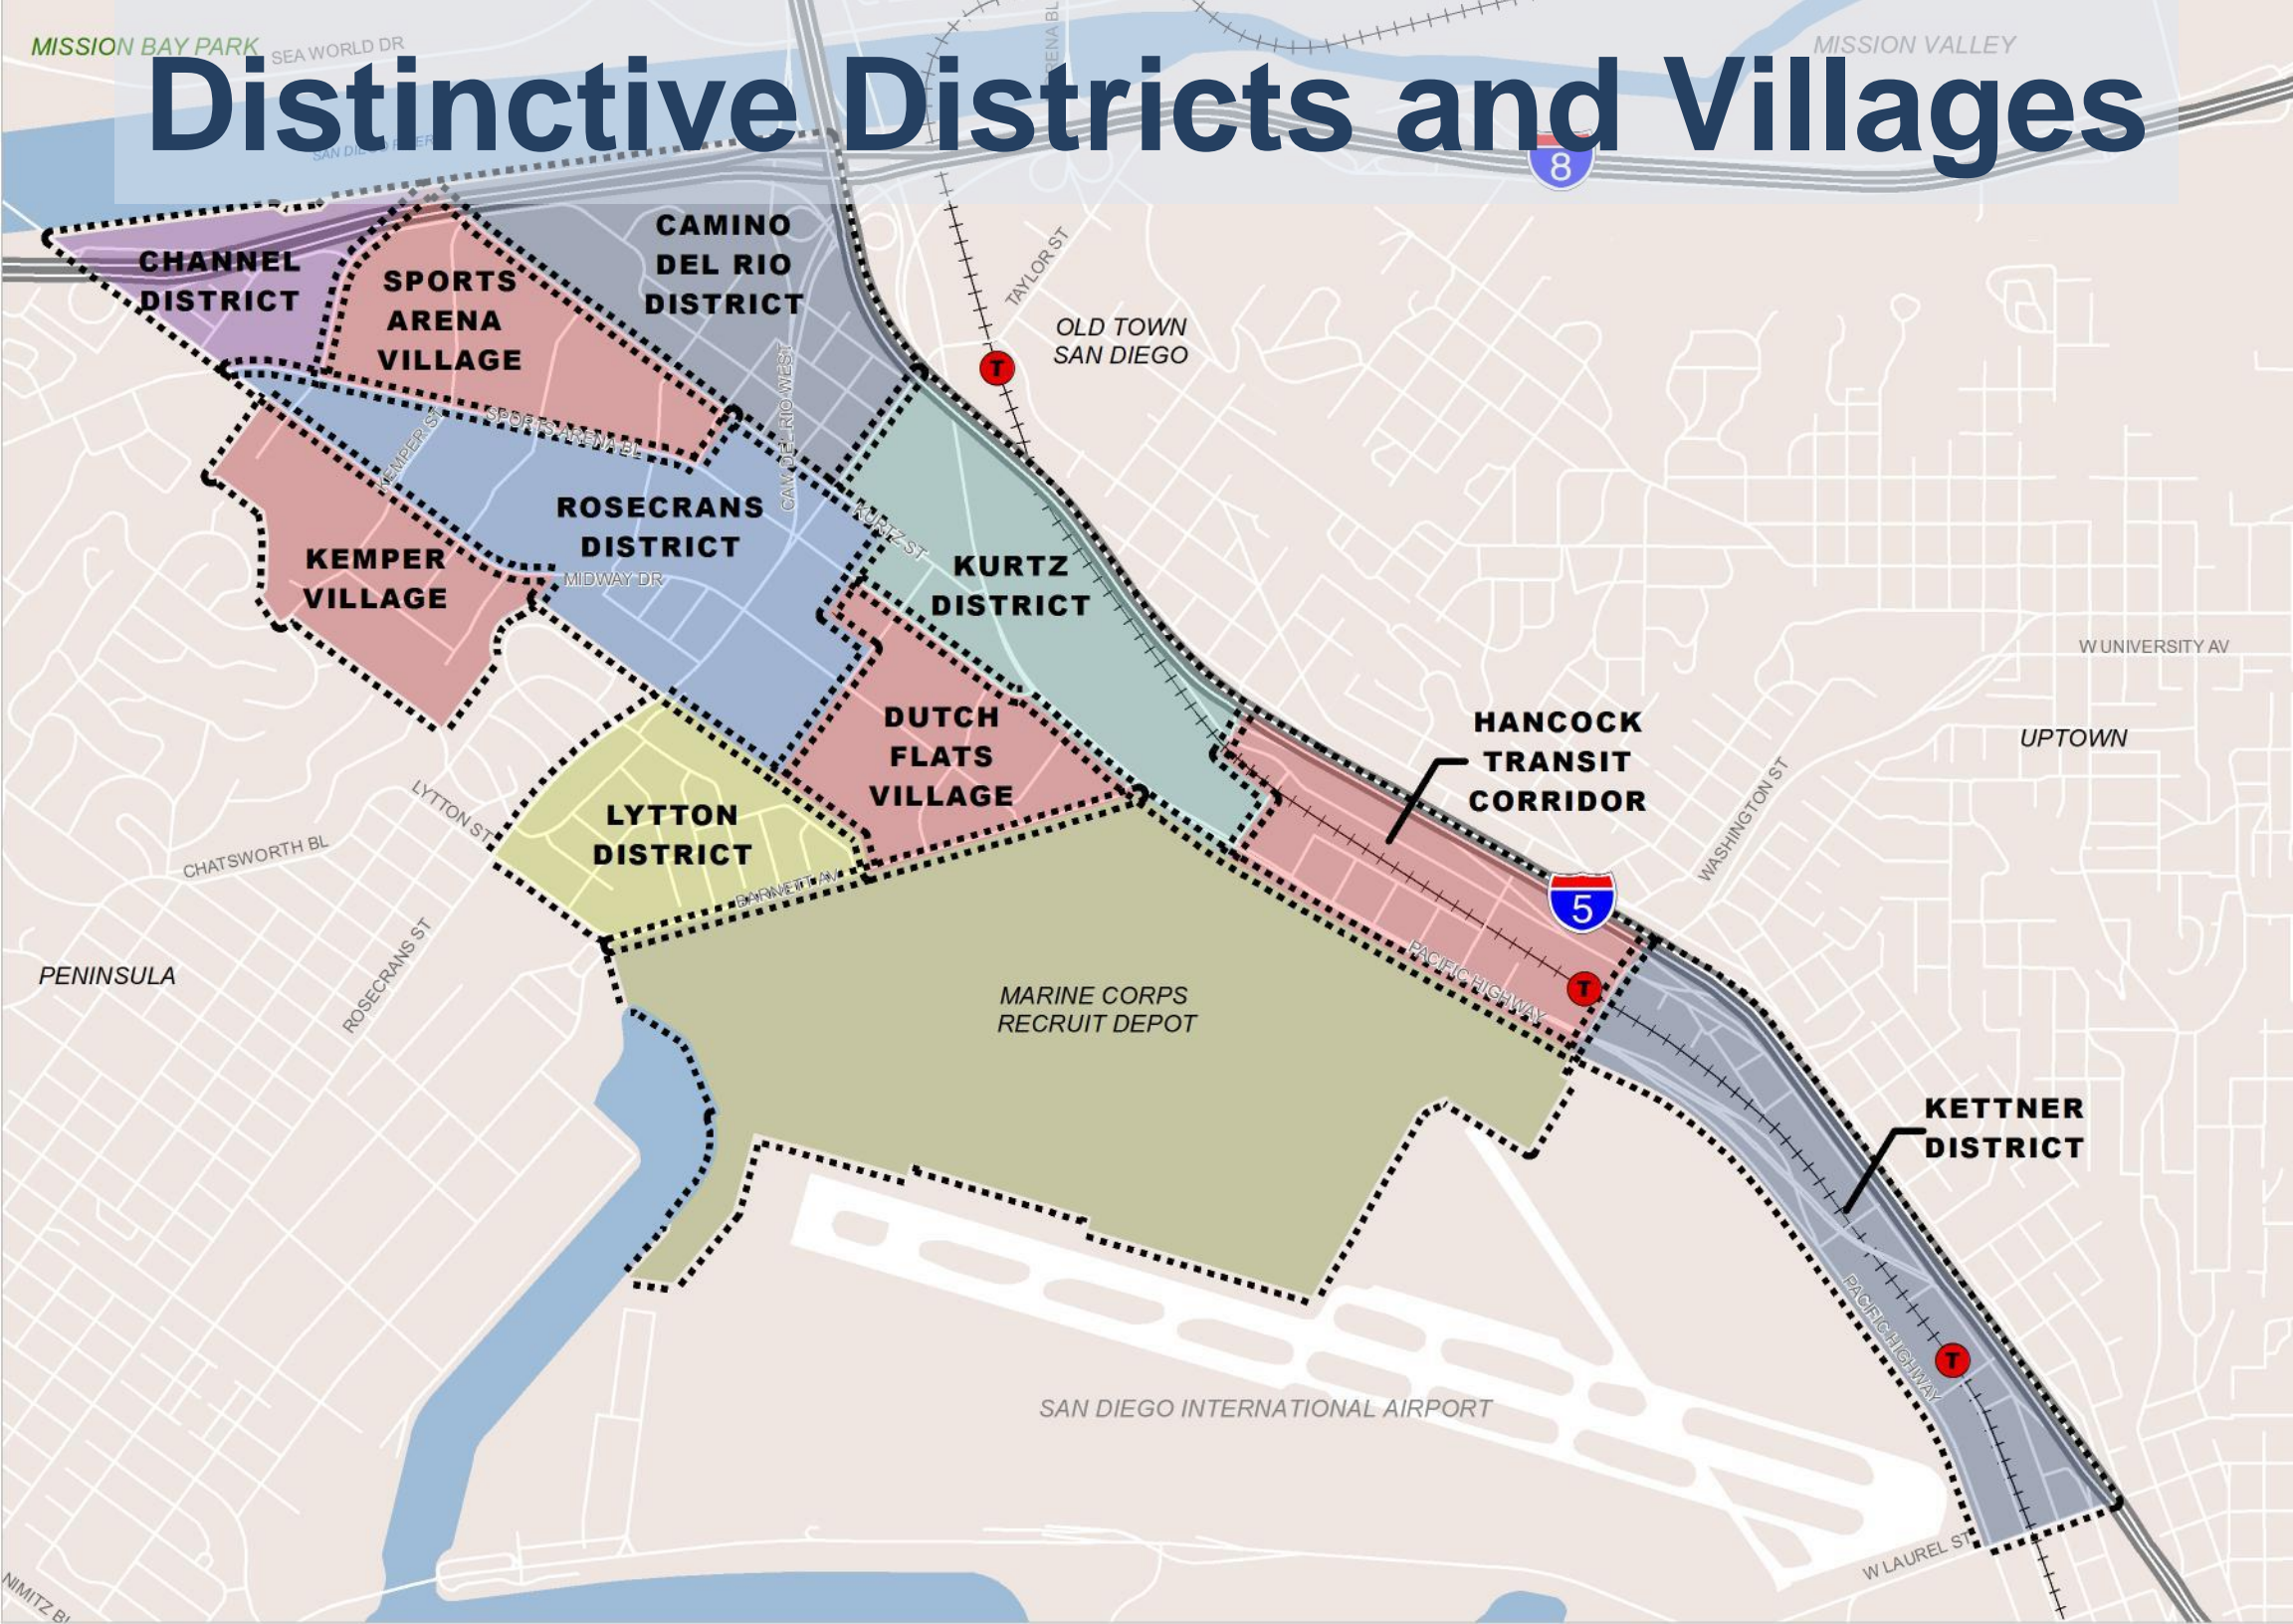 MISSION BAY PARK
SEA WORLD DR
MISSION VALLEY
Distinctive Districts and Villages
8
CHANNEL
DISTRICT
SPORTS
ARENA
VILLAGE
CAMINO
DEL RIO
DISTRICT
TAYLOR ST
T
OLD TOWN
SAN DIEGO
SPORTS ARENA BL
KEMPER ST
CAM DEL RIO WEST
ROSECRANS
DISTRICT
KURTZ ST
MIDWAY DR
KEMPER
VILLAGE
KURTZ
DISTRICT
W UNIVERSITY AV
DUTCH
FLATS
VILLAGE
HANCOCK
TRANSIT
CORRIDOR
UPTOWN
WASHINGTON ST
LYTTON ST
LYTTON
DISTRICT
CHATSWORTH BL
BARNETT AV
5
ROSECRANS ST
PENINSULA
PACIFIC HIGHWAY
T
MARINE CORPS
RECRUIT DEPOT
KETTNER
DISTRICT
PACIFIC HIGHWAY
T
SAN DIEGO INTERNATIONAL AIRPORT
W LAUREL ST
NIMITZ BL